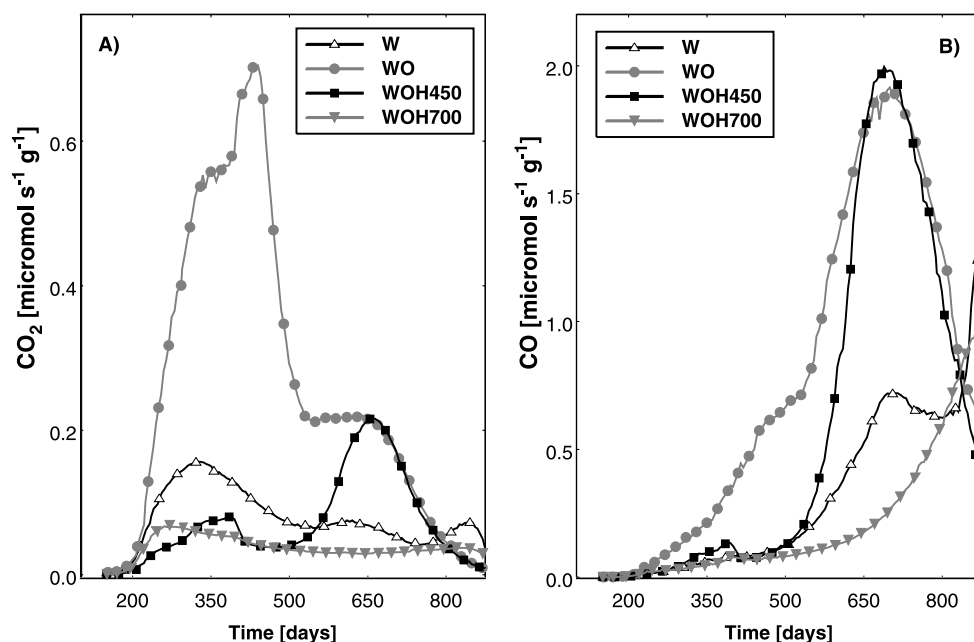 A)
W
WO
WOH450
WOH700
CO2 [micromol s-1 g-1]
0.6
0.4
0.2
0.0
200 350 500 650 800
Time [days]
B)
W
WO
WOH450
WOH700
CO [micromol s-1 g-1]
2.0
1.5
1.0
0.5
0.0
200 350 500 650 800
Time [days]